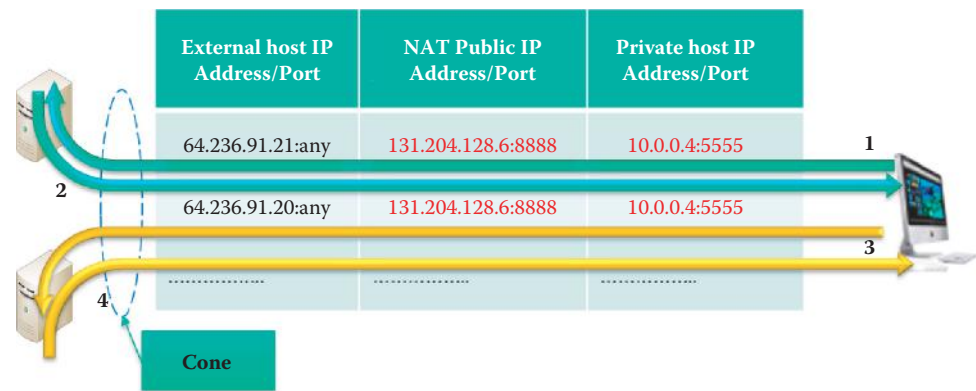 External host IP
Address/Port
NAT Public IP
Address/Port
Private host IP
Address/Port
64.236.91.21:any
131.204.128.6:8888
10.0.0.4:5555
1
2
64.236.91.20:any
131.204.128.6:8888
10.0.0.4:5555
3
4
Cone